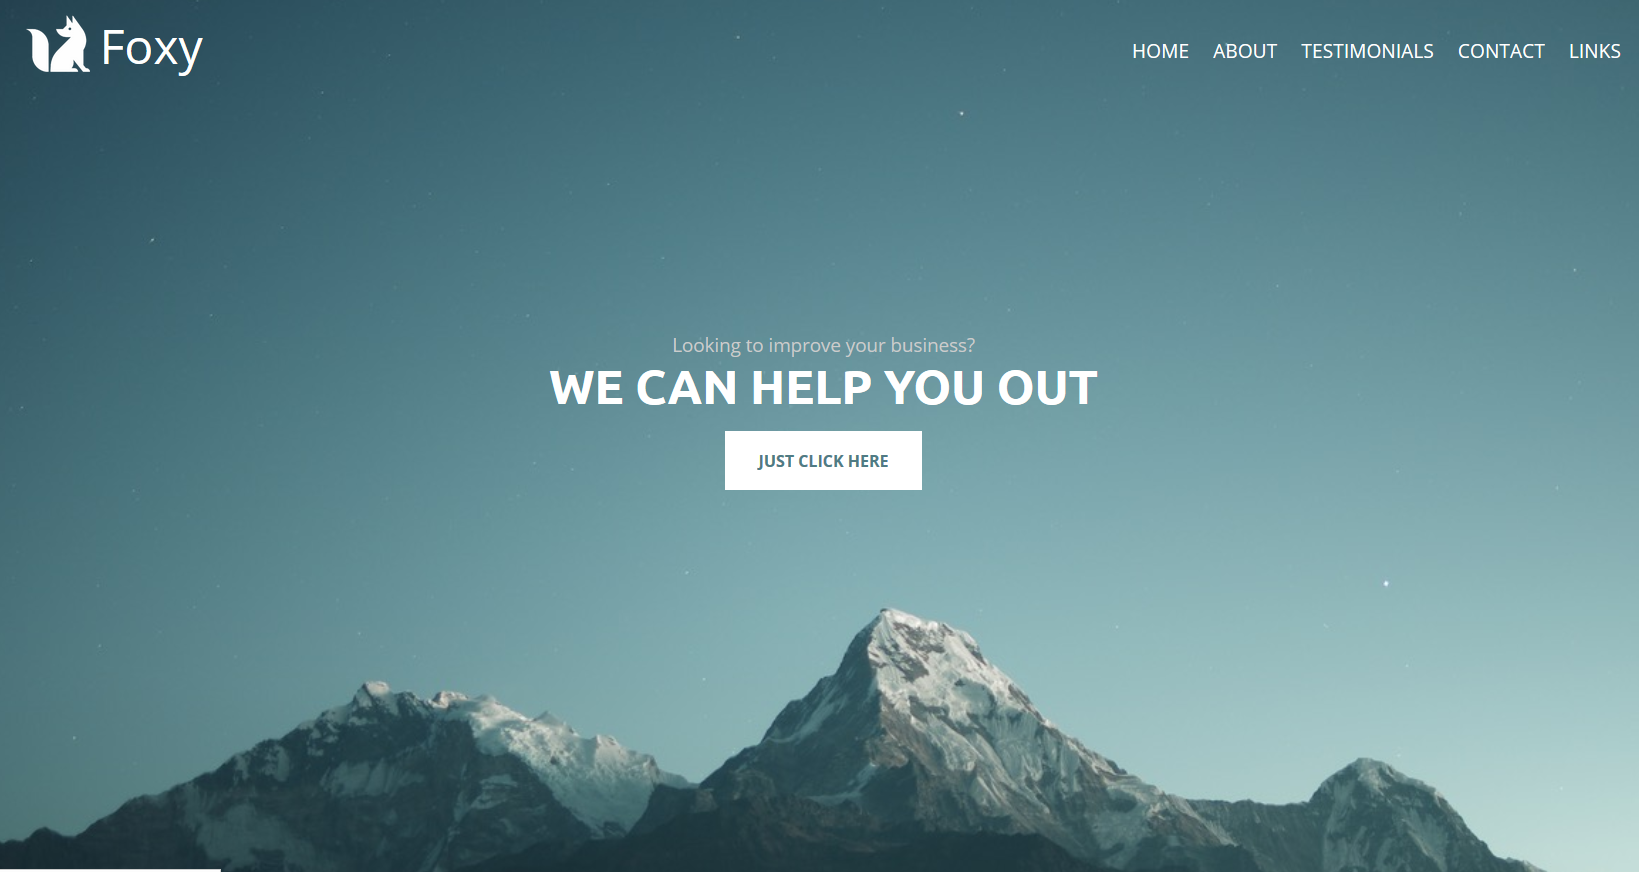 Foxy
HOME ABOUT TESTIMONIALS CONTACT LINKS
Looking to improve your business?
WE CAN HELP YOU OUT
JUST CLICK HERE